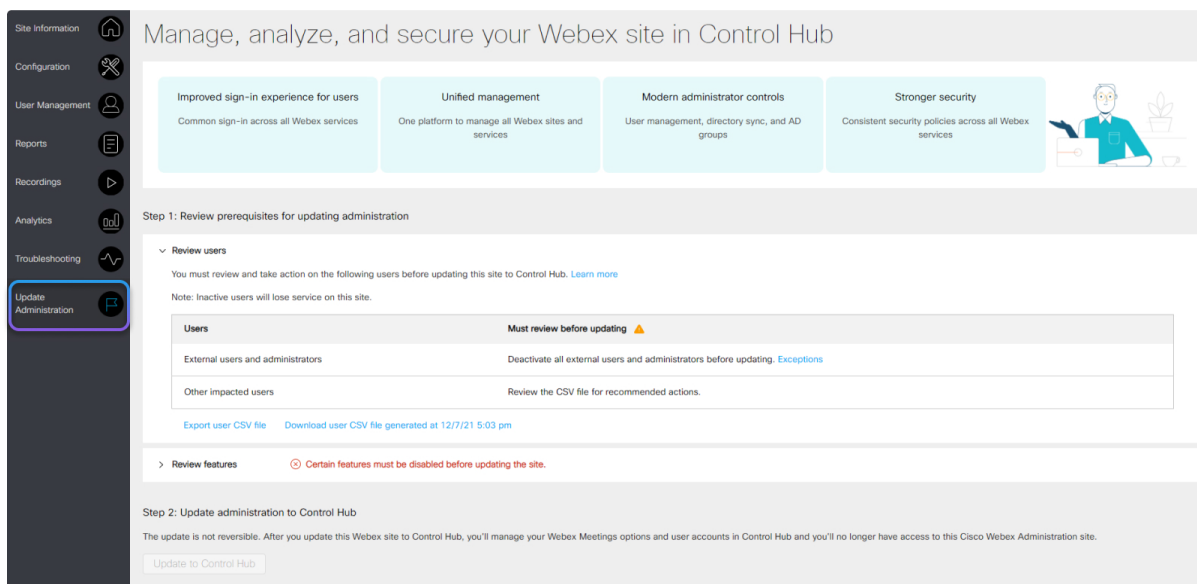 Site Information
Configuration
User Management
Reports
Recordings
Analytics
Troubleshooting
Update
Administration
Manage, analyze, and secure your Webex site in Control Hub
Improved sign-in experience for users
Common sign-in across all Webex services
Unified management
One platform to manage all Webex sites and
services
Modern administrator controls
User management, directory sync, and AD
groups
Stronger security
Consistent security policies across all Webex
services
Step 1: Review prerequisites for updating administration
Review users
You must review and take action on the following users before updating this site to Control Hub. Learn more
Note: Inactive users will lose service on this site.
Users Must review before updating
External users and administrators Deactivate all external users and administrators before updating. Exceptions
Other impacted users Review the CSV file for recommended actions.
Export user CSV file Download user CSV file generated at 12/7/21 5:03 pm
Review features Certain features must be disabled before updating the site.
Step 2: Update administration to Control Hub
The update is not reversible. After you update this Webex site to Control Hub, you'll manage your Webex Meetings options and user accounts in Control Hub and you'll no longer have access to this Cisco Webex Administration site.
Update to Control Hub